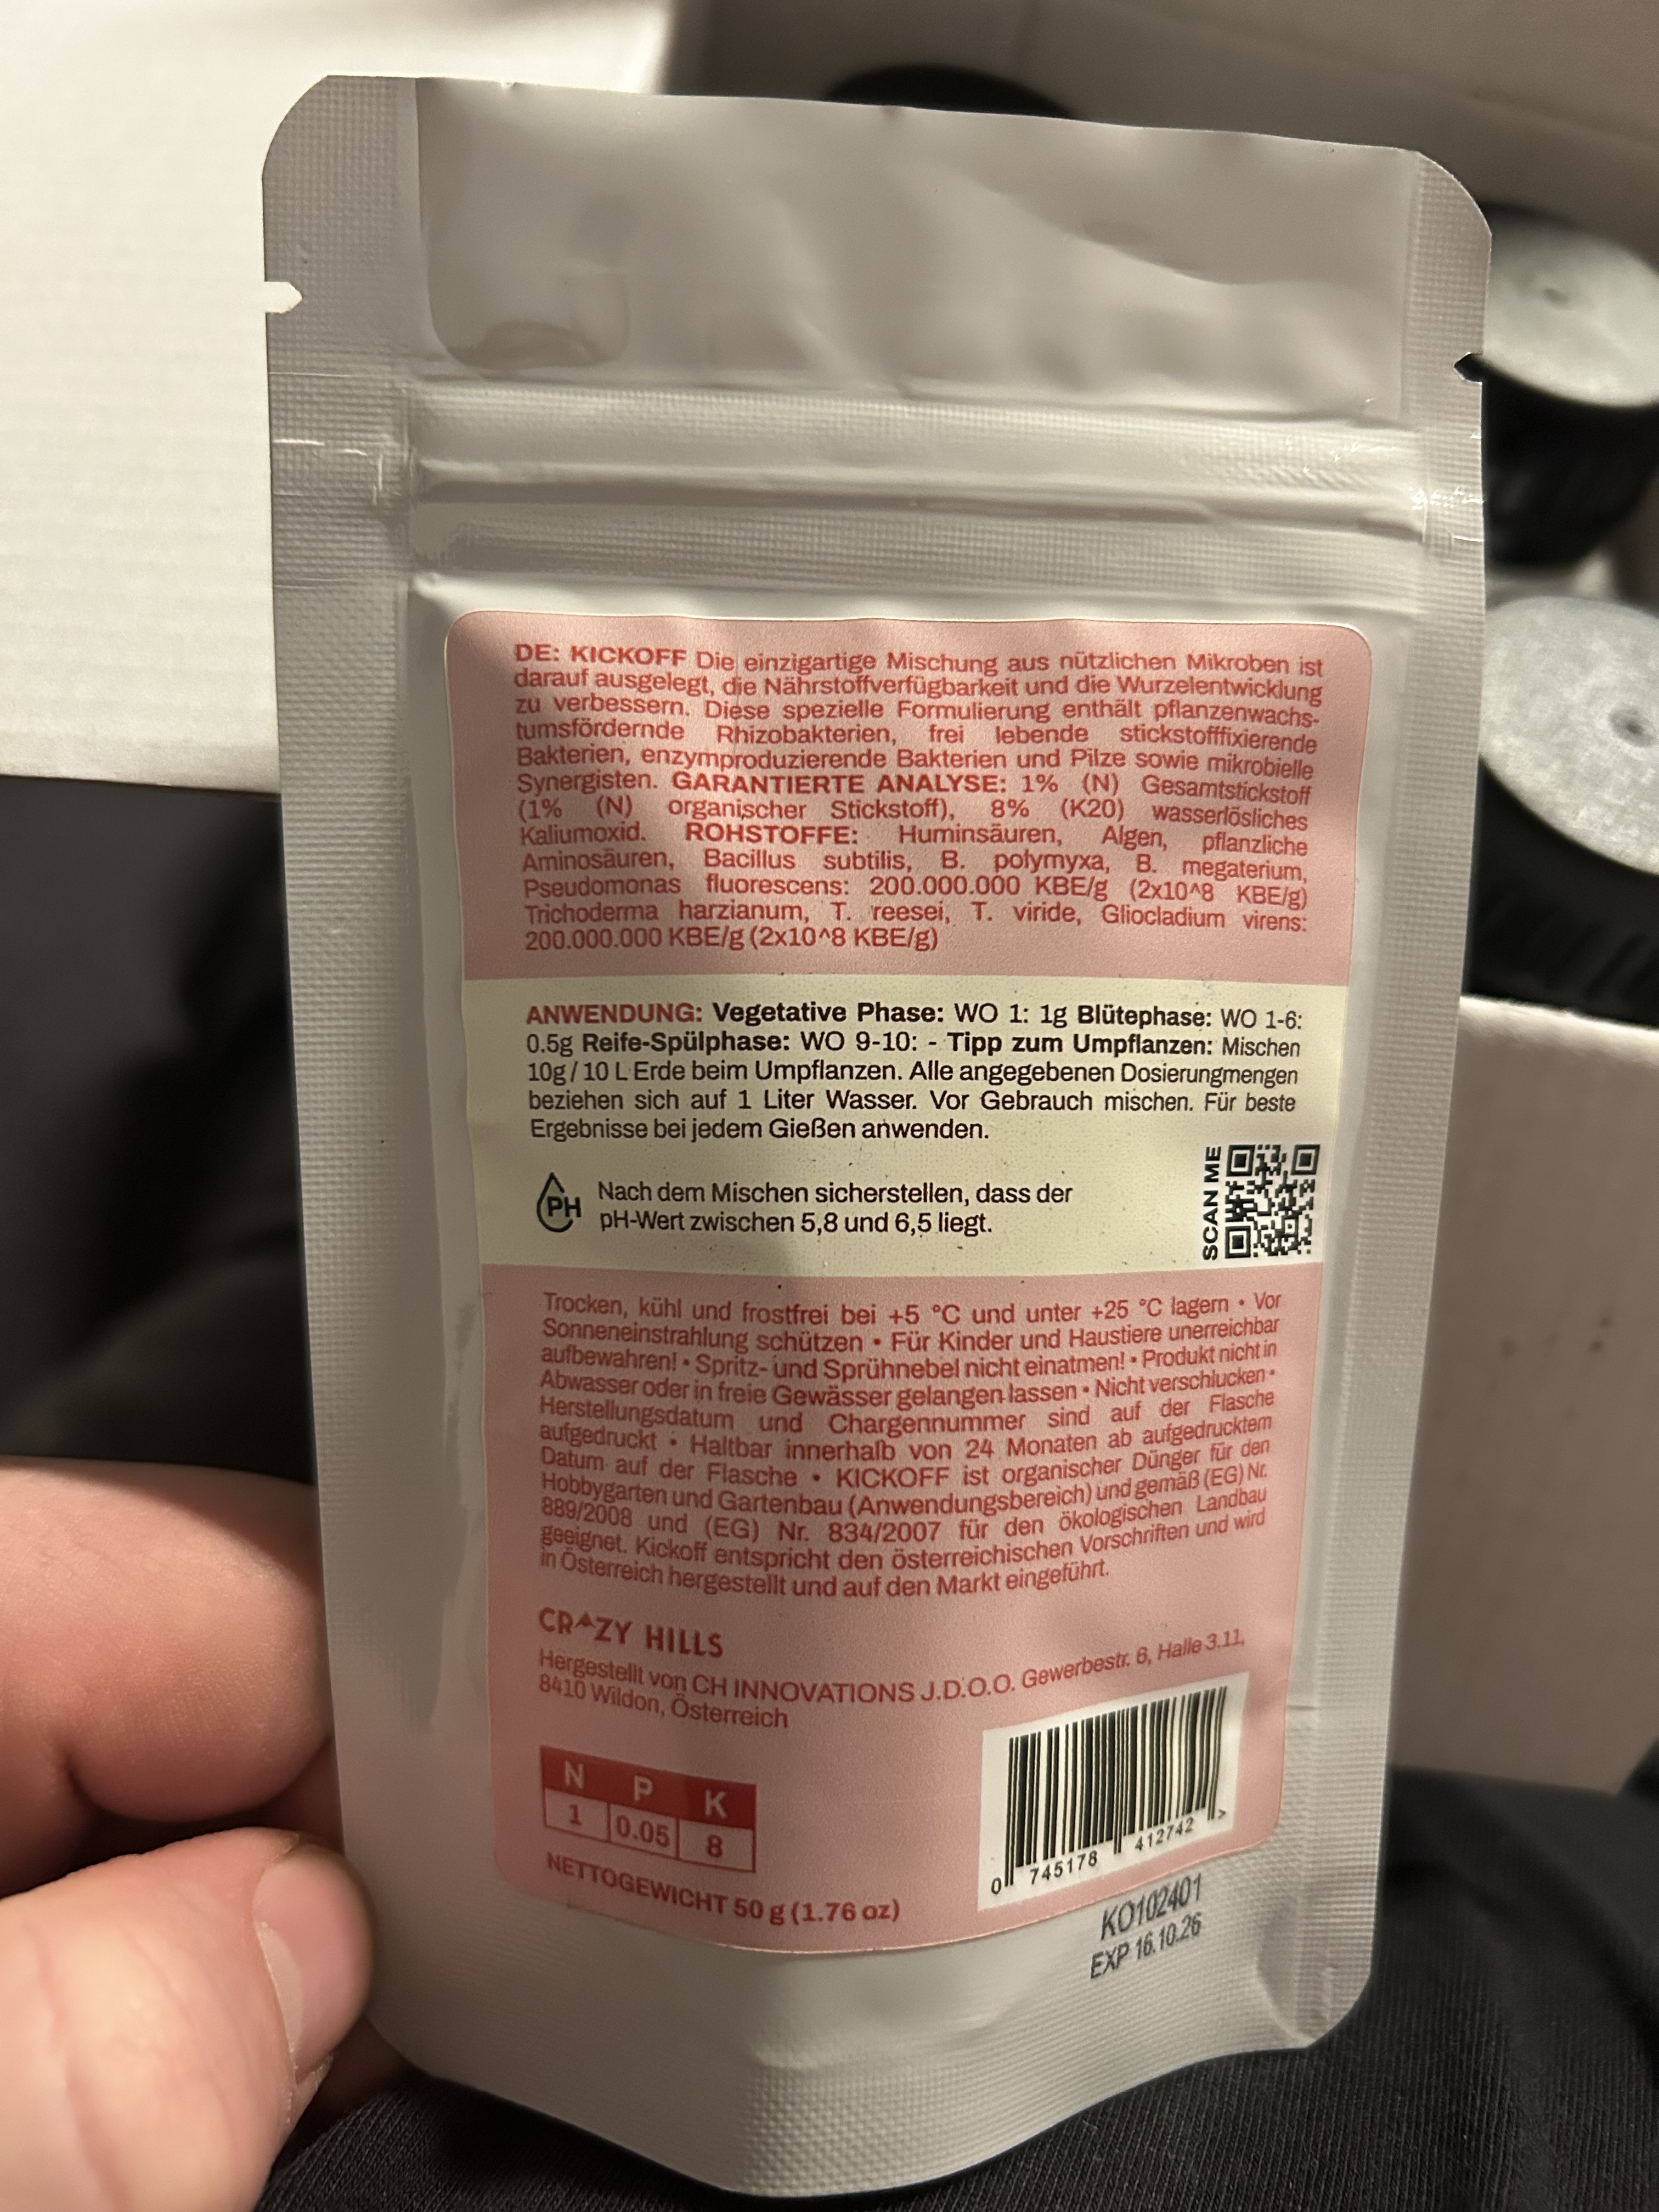 DE: KICKOFF Die einzigartige Mischung aus nützlichen Mikroben ist
darauf ausgelegt, die Nährstoffverfügbarkeit und die Wurzelentwicklung
zu verbessern. Diese spezielle Formulierung enthält pflanzenwachs-
tumsfördernde Rhizobakterien, frei lebende stickstofffixierende
Bakterien, enzymproduzierende Bakterien und Pilze sowie mikrobielle
Synergisten. GARANTIERTE ANALYSE: 1% (N) Gesamtstickstoff
(1% (N) organischer Stickstoff), 8% (K20) wasserlösliches
Kaliumoxid. ROHSTOFFE: Huminsäuren, Algen, pflanzliche
Aminosäuren, Bacillus subtilis, B. polymyxa, B. megaterium,
Pseudomonas fluorescens: 200.000.000 KBE/g (2x10^8 KBE/g)
Trichoderma harzianum, T. reesei, T. viride, Gliocladium virens:
200.000.000 KBE/g (2x10^8 KBE/g)
ANWENDUNG: Vegetative Phase: WO 1: 1g Blütephase: WO 1-6:
0.5g Reife-Spülphase: WO 9-10: - Tipp zum Umpflanzen: Mischen
10g / 10 L Erde beim Umpflanzen. Alle angegebenen Dosierungmengen
beziehen sich auf 1 Liter Wasser. Vor Gebrauch mischen. Für beste
Ergebnisse bei jedem Gießen anwenden.
PH
Nach dem Mischen sicherstellen, dass der
pH-Wert zwischen 5,8 und 6,5 liegt.
SCAN ME
Trocken, kühl und frostfrei bei +5 °C und unter +25 °C lagern • Vor
Sonneneinstrahlung schützen • Für Kinder und Haustiere unerreichbar
aufbewahren! • Spritz- und Sprühnebel nicht einatmen! • Produkt nicht in
Abwasser oder in freie Gewässer gelangen lassen • Nicht verschlucken •
Herstellungsdatum und Chargennummer sind auf der Flasche
aufgedruckt • Haltbar innerhalb von 24 Monaten ab aufgedrucktem
Datum auf der Flasche • KICKOFF ist organischer Dünger für den
Hobbygarten und Gartenbau (Anwendungsbereich) und gemäß (EG) Nr.
889/2008 und (EG) Nr. 834/2007 für den ökologischen Landbau
geeignet. Kickoff entspricht den österreichischen Vorschriften und wird
in Österreich hergestellt und auf den Markt eingeführt.
CRAZY HILLS
Hergestellt von CH INNOVATIONS J.D.O.O. Gewerbestr. 6, Halle 3.11,
8410 Wildon, Österreich
N P K
1 0.05 8
NETTOGEWICHT 50 g (1.76 oz)
0 745178 412742 >
KO102401
EXP 16.10.26